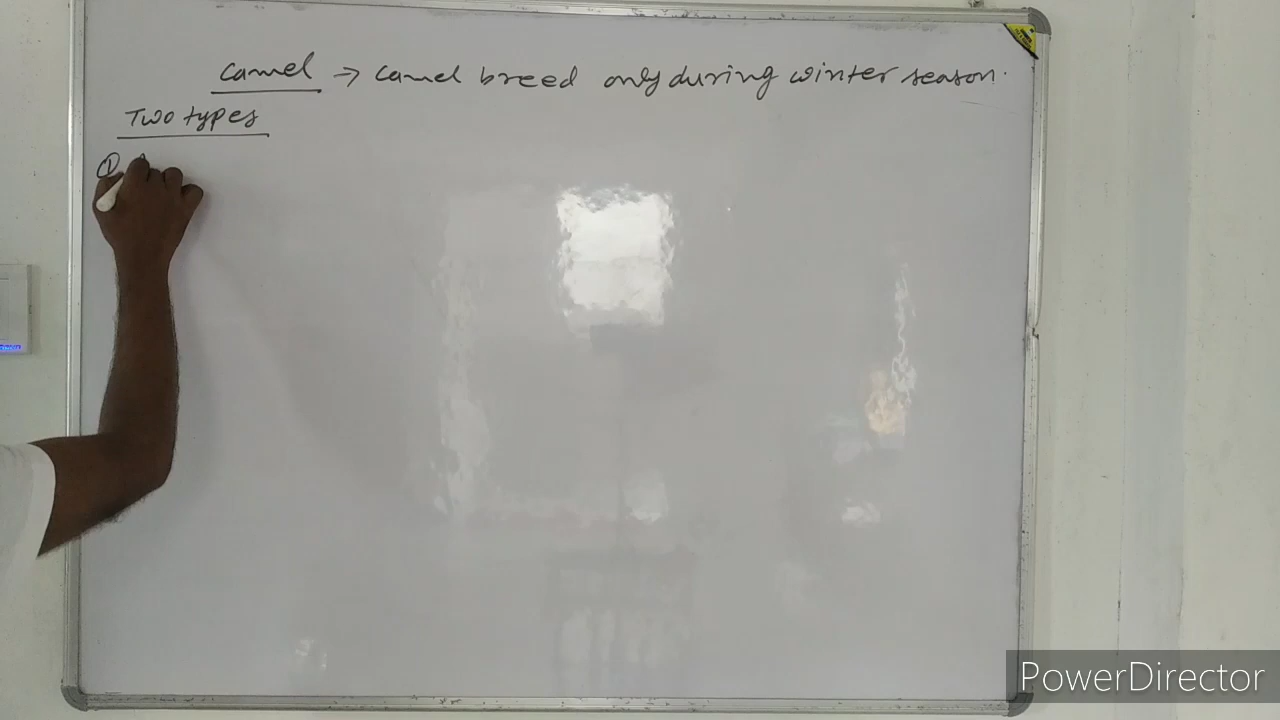 Camel → Camel breed only during winter season.
Two types
①
PowerDirector